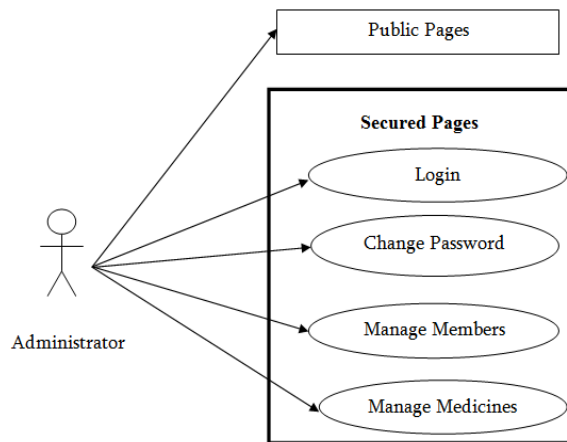 Public Pages
Secured Pages
Login
Change Password
Manage Members
Administrator
Manage Medicines